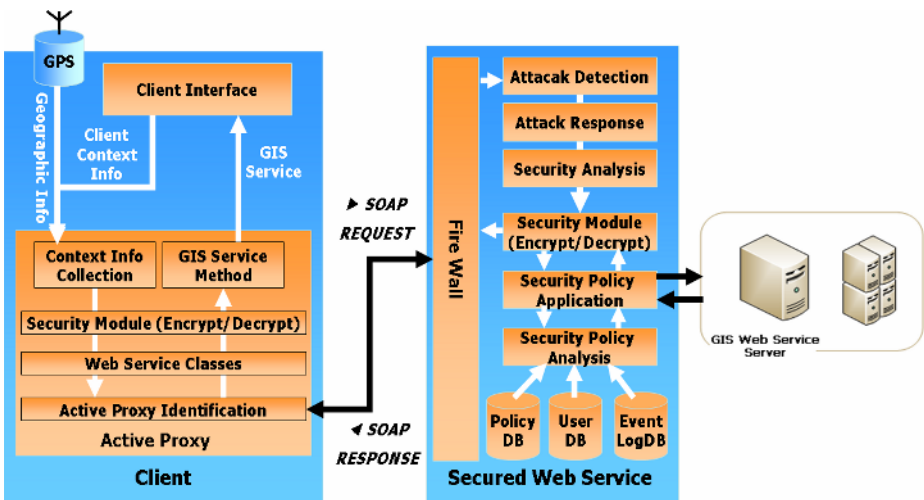 GPS
Geographic Info
Client Interface
Client
Context
Info
GIS
Service
Context Info
Collection
GIS Service
Method
Security Module (Encrypt/Decrypt)
Web Service Classes
Active Proxy Identification
Active Proxy
Client
▶ SOAP
REQUEST
◀ SOAP
RESPONSE
Fire Wall
Attacak Detection
Attack Response
Security Analysis
Security Module
(Encrypt/Decrypt)
Security Policy
Application
Security Policy
Analysis
Policy
DB
User
DB
Event
LogDB
Secured Web Service
GIS Web Service
Server